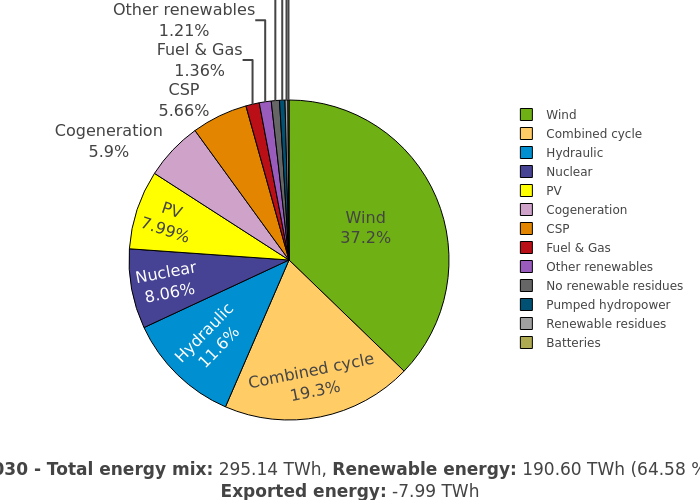 Other renewables
1.21%
Fuel & Gas
1.36%
CSP
5.66%
Cogeneration
5.9%
PV
7.99%
Nuclear
8.06%
Hydraulic
11.6%
Combined cycle
19.3%
Wind
37.2%
Wind
Combined cycle
Hydraulic
Nuclear
PV
Cogeneration
CSP
Fuel & Gas
Other renewables
No renewable residues
Pumped hydropower
Renewable residues
Batteries
030 - Total energy mix: 295.14 TWh, Renewable energy: 190.60 TWh (64.58 %
Exported energy: -7.99 TWh